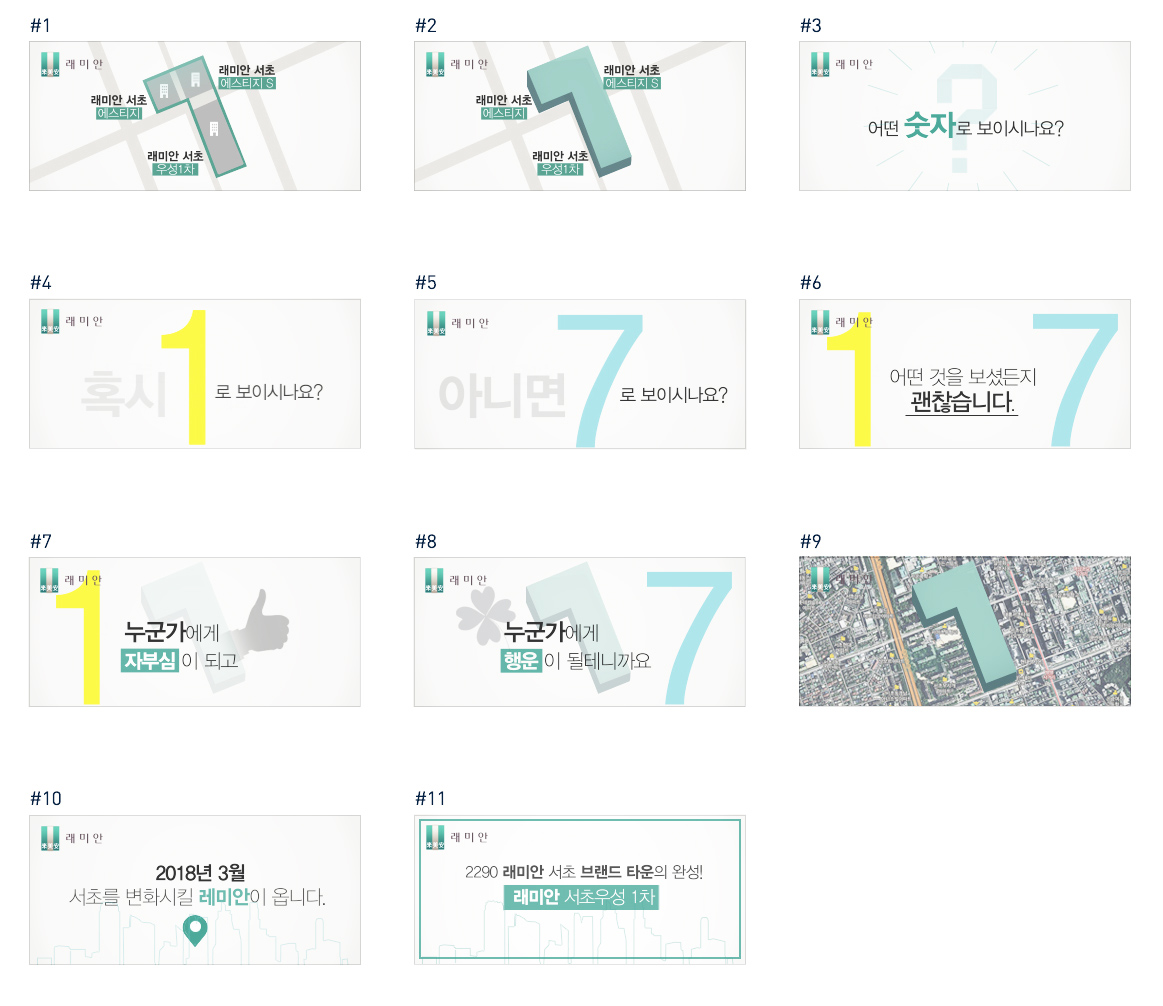 #1
래미안
래미안 서초
에스티지 S
래미안 서초
에스티지
래미안 서초
우성1차
#2
래미안
래미안 서초
에스티지 S
래미안 서초
에스티지
래미안 서초
우성1차
#3
래미안
?
어떤 숫자로 보이시나요?
#4
래미안
혹시 1로 보이시나요?
#5
래미안
아니면 7로 보이시나요?
#6
래미안
1 7
어떤 것을 보셨든지
괜찮습니다.
#7
래미안
1
누군가에게
자부심이 되고
#8
래미안
7
누군가에게
행운이 될테니까요
#9
래미안
#10
래미안
2018년 3월
서초를 변화시킬 레미안이 옵니다.
#11
래미안
2290 래미안 서초 브랜드 타운의 완성!
래미안 서초우성 1차